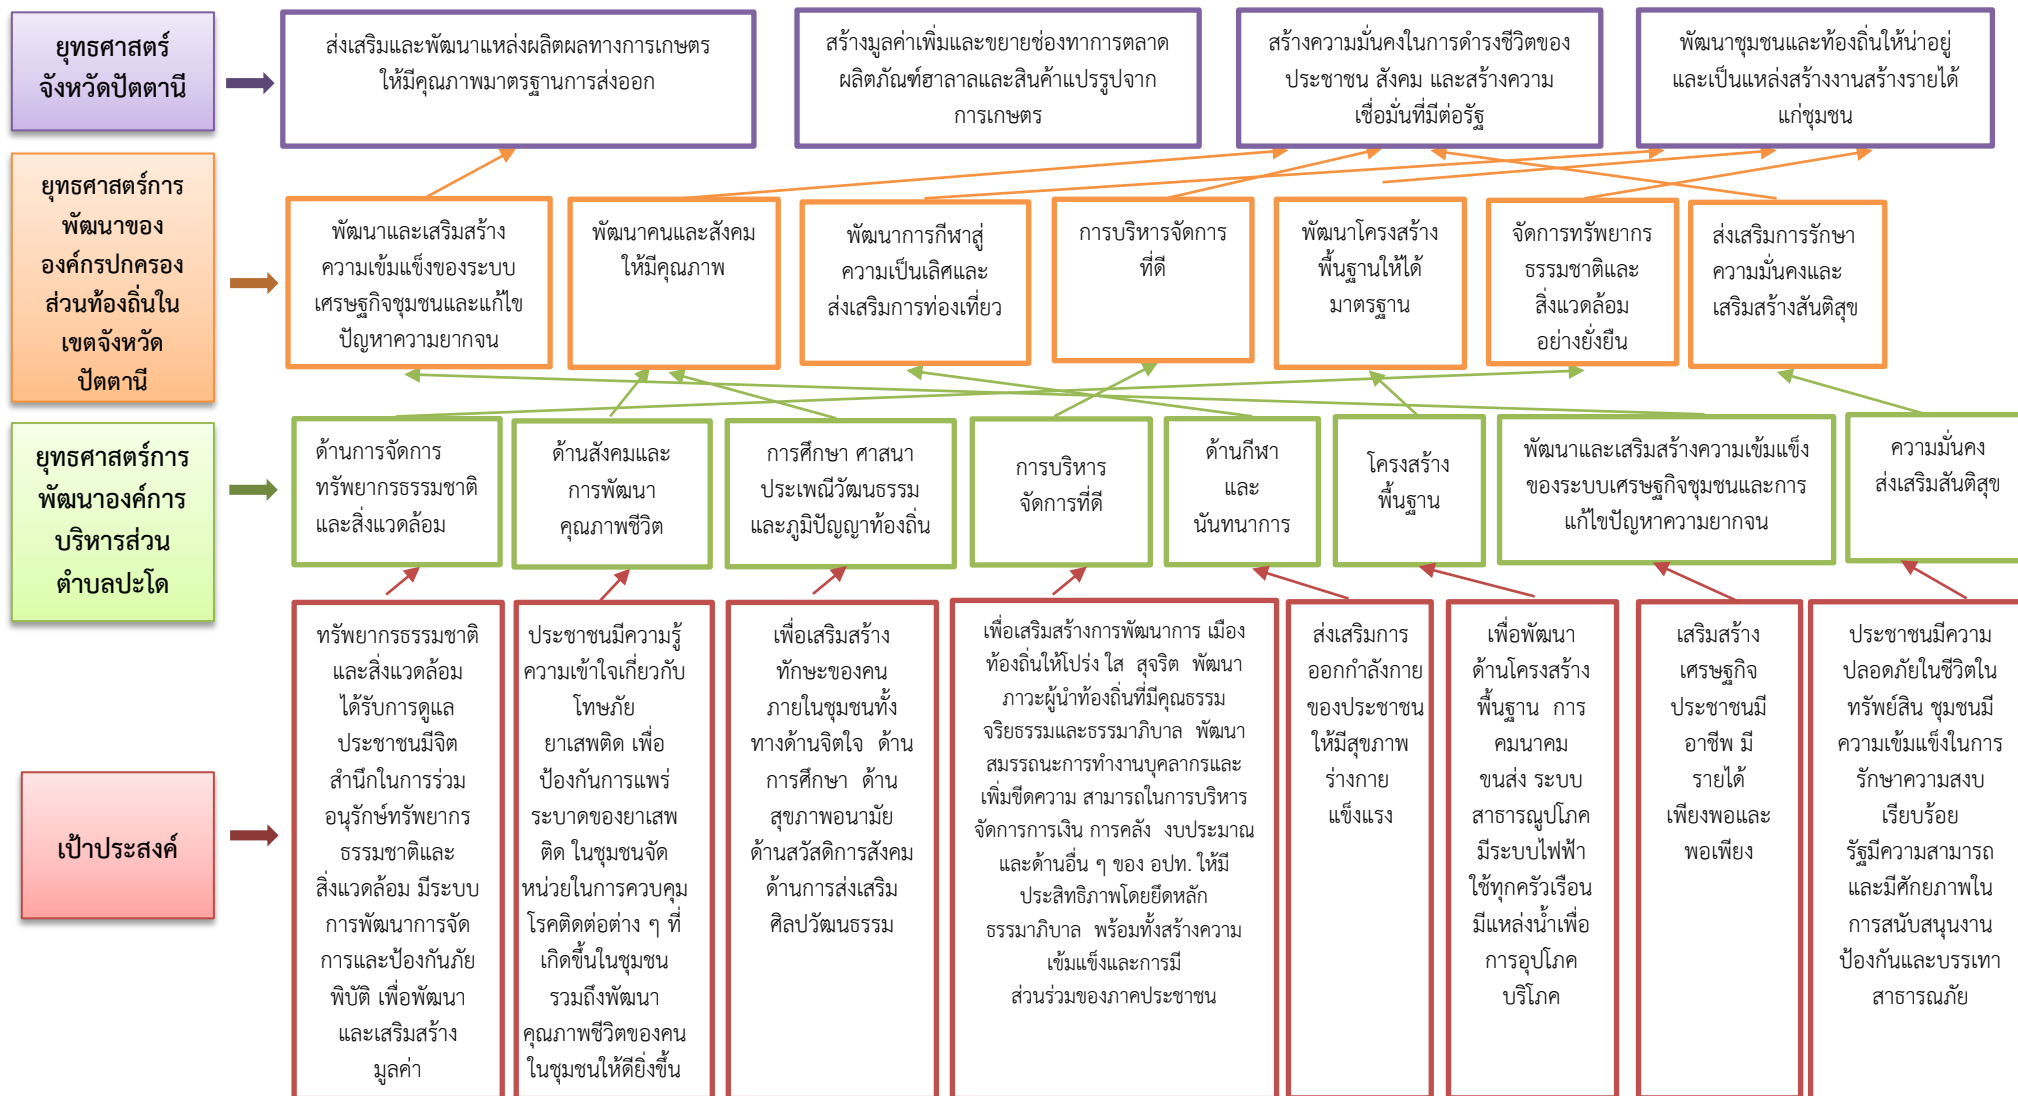 ยุทธศาสตร์
จังหวัดปัตตานี
ส่งเสริมและพัฒนาแหล่งผลิตผลทางการเกษตร
ให้มีคุณภาพมาตรฐานการส่งออก
สร้างมูลค่าเพิ่มและขยายช่องทาการตลาด
ผลิตภัณฑ์ฮาลาลและสินค้าแปรรูปจาก
การเกษตร
สร้างความมั่นคงในการดำรงชีวิตของ
ประชาชน สังคม และสร้างความ
เชื่อมั่นที่มีต่อรัฐ
พัฒนาชุมชนและท้องถิ่นให้น่าอยู่
และเป็นแหล่งสร้างงานสร้างรายได้
แก่ชุมชน
ยุทธศาสตร์การ
พัฒนาของ
องค์กรปกครอง
ส่วนท้องถิ่นใน
เขตจังหวัด
ปัตตานี
พัฒนาและเสริมสร้าง
ความเข้มแข็งของระบบ
เศรษฐกิจชุมชนและแก้ไข
ปัญหาความยากจน
พัฒนาคนและสังคม
ให้มีคุณภาพ
พัฒนาการกีฬาสู่
ความเป็นเลิศและ
ส่งเสริมการท่องเที่ยว
การบริหารจัดการ
ที่ดี
พัฒนาโครงสร้าง
พื้นฐานให้ได้
มาตรฐาน
จัดการทรัพยากร
ธรรมชาติและ
สิ่งแวดล้อม
อย่างยั่งยืน
ส่งเสริมการรักษา
ความมั่นคงและ
เสริมสร้างสันติสุข
ยุทธศาสตร์การ
พัฒนาองค์การ
บริหารส่วน
ตำบลปะโด
ด้านการจัดการ
ทรัพยากรธรรมชาติ
และสิ่งแวดล้อม
ด้านสังคมและ
การพัฒนา
คุณภาพชีวิต
การศึกษา ศาสนา
ประเพณีวัฒนธรรม
และภูมิปัญญาท้องถิ่น
การบริหาร
จัดการที่ดี
ด้านกีฬา
และ
นันทนาการ
โครงสร้าง
พื้นฐาน
พัฒนาและเสริมสร้างความเข้มแข็ง
ของระบบเศรษฐกิจชุมชนและการ
แก้ไขปัญหาความยากจน
ความมั่นคง
ส่งเสริมสันติสุข
เป้าประสงค์
ทรัพยากรธรรมชาติ
และสิ่งแวดล้อม
ได้รับการดูแล
ประชาชนมีจิต
สำนึกในการร่วม
อนุรักษ์ทรัพยากร
ธรรมชาติและ
สิ่งแวดล้อม มีระบบ
การพัฒนาการจัด
การและป้องกันภัย
พิบัติ เพื่อพัฒนา
และเสริมสร้าง
มูลค่า
ประชาชนมีความรู้
ความเข้าใจเกี่ยวกับ
โทษภัย
ยาเสพติด เพื่อ
ป้องกันการแพร่
ระบาดของยาเสพ
ติด ในชุมชนจัด
หน่วยในการควบคุม
โรคติดต่อต่าง ๆ ที่
เกิดขึ้นในชุมชน
รวมถึงพัฒนา
คุณภาพชีวิตของคน
ในชุมชนให้ดียิ่งขึ้น
เพื่อเสริมสร้าง
ทักษะของคน
ภายในชุมชนทั้ง
ทางด้านจิตใจ ด้าน
การศึกษา ด้าน
สุขภาพอนามัย
ด้านสวัสดิการสังคม
ด้านการส่งเสริม
ศิลปวัฒนธรรม
เพื่อเสริมสร้างการพัฒนาการ เมือง
ท้องถิ่นให้โปร่ง ใส สุจริต พัฒนา
ภาวะผู้นำท้องถิ่นที่มีคุณธรรม
จริยธรรมและธรรมาภิบาล พัฒนา
สมรรถนะการทำงานบุคลากรและ
เพิ่มขีดความ สามารถในการบริหาร
จัดการการเงิน การคลัง งบประมาณ
และด้านอื่น ๆ ของ อปท. ให้มี
ประสิทธิภาพโดยยึดหลัก
ธรรมาภิบาล พร้อมทั้งสร้างความ
เข้มแข็งและการมี
ส่วนร่วมของภาคประชาชน
ส่งเสริมการ
ออกกำลังกาย
ของประชาชน
ให้มีสุขภาพ
ร่างกาย
แข็งแรง
เพื่อพัฒนา
ด้านโครงสร้าง
พื้นฐาน การ
คมนาคม
ขนส่ง ระบบ
สาธารณูปโภค
มีระบบไฟฟ้า
ใช้ทุกครัวเรือน
มีแหล่งน้ำเพื่อ
การอุปโภค
บริโภค
เสริมสร้าง
เศรษฐกิจ
ประชาชนมี
อาชีพ มี
รายได้
เพียงพอและ
พอเพียง
ประชาชนมีความ
ปลอดภัยในชีวิตใน
ทรัพย์สิน ชุมชนมี
ความเข้มแข็งในการ
รักษาความสงบ
เรียบร้อย
รัฐมีความสามารถ
และมีศักยภาพใน
การสนับสนุนงาน
ป้องกันและบรรเทา
สาธารณภัย